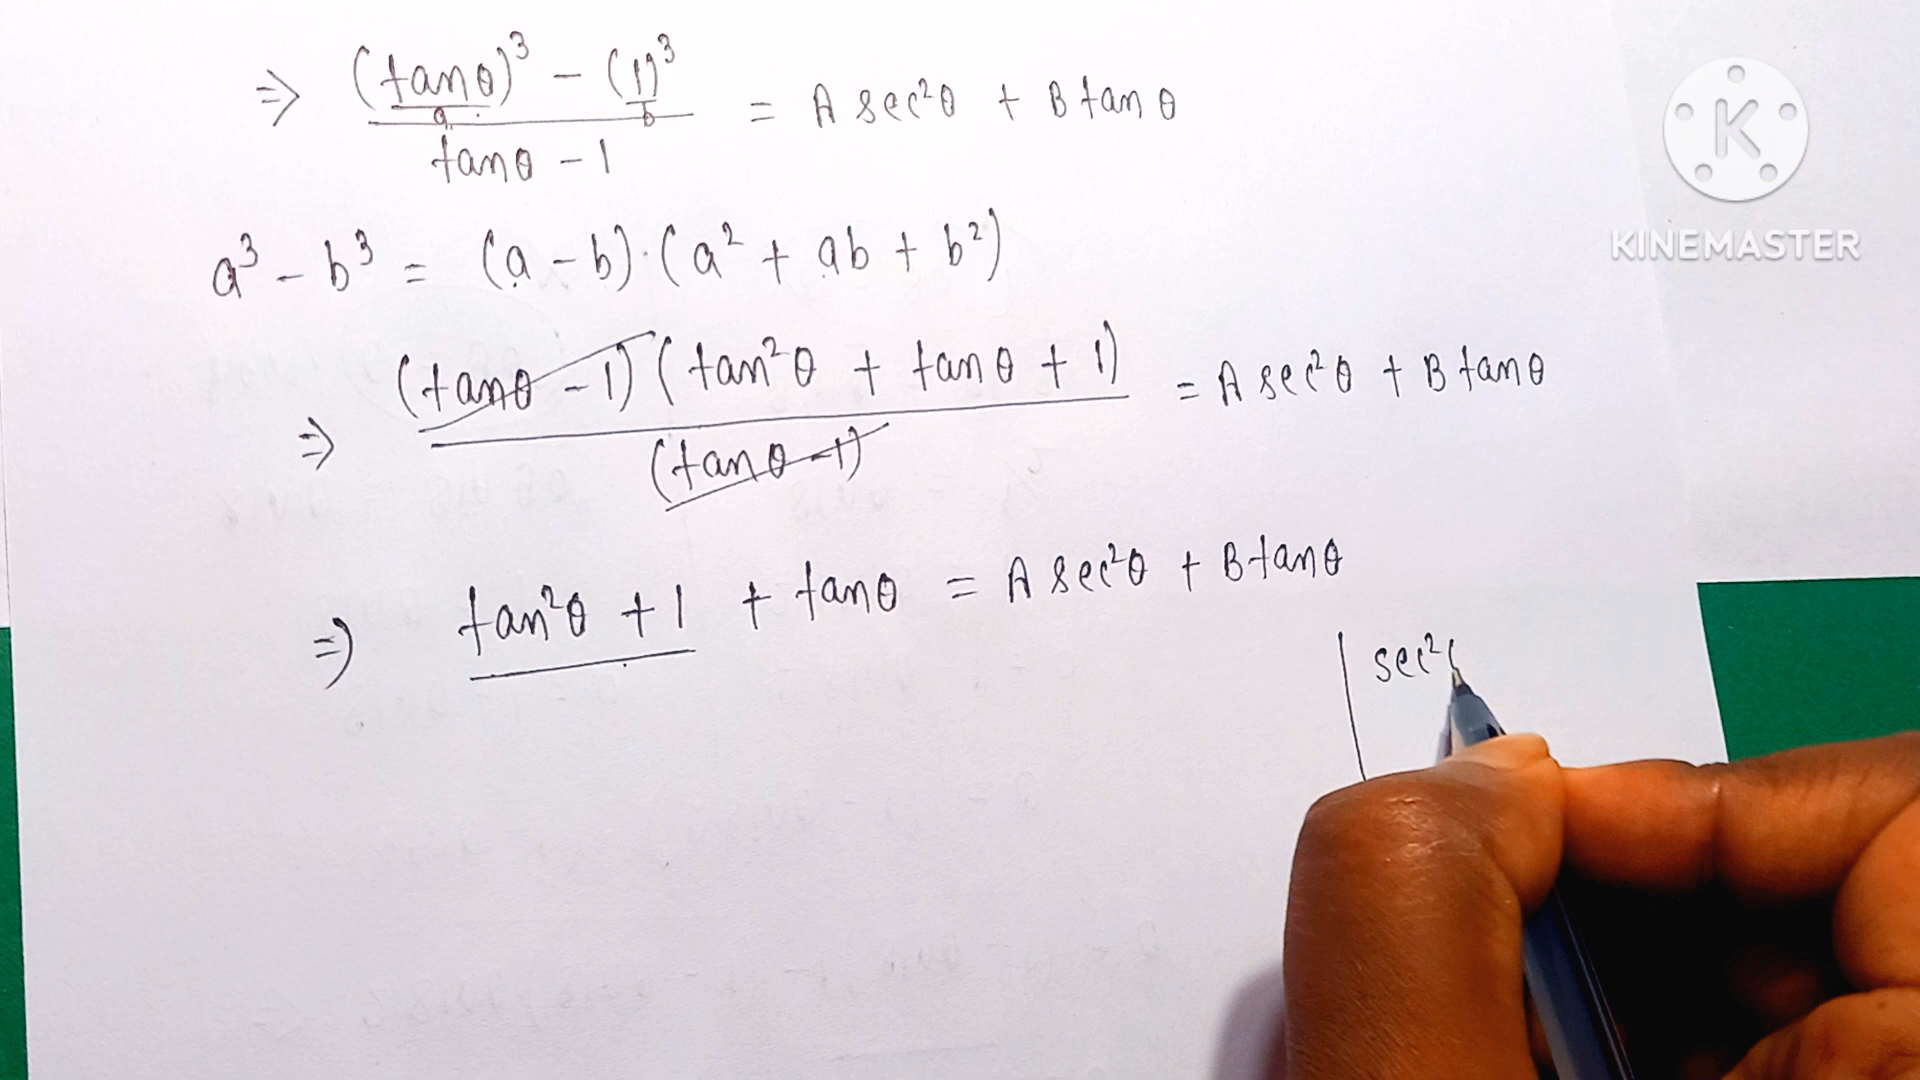 ⇒ (tanθ)³ - (1)³ / tanθ - 1 = A sec²θ + B tanθ
a b
a³ - b³ = (a - b)·(a² + ab + b²)
⇒ (tanθ - 1)(tan²θ + tanθ + 1) / (tanθ - 1) = A sec²θ + B tanθ
⇒ tan²θ + 1 + tanθ = A sec²θ + B tanθ
sec²
K
KINEMASTER